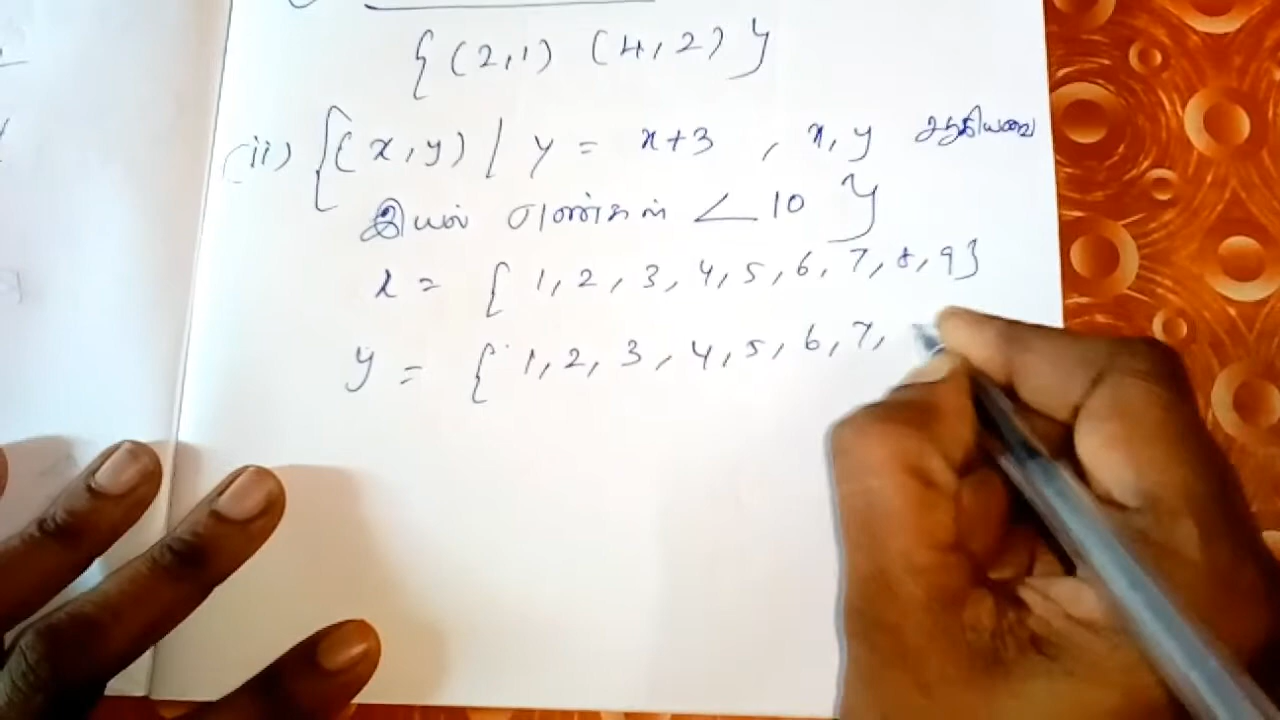 {(2,1) (4,2)}
(ii) {(x,y) / y = x+3 , x, y ஆகியவை
இயல் எண்கள் < 10 }
x = { 1, 2, 3, 4, 5, 6, 7, 8, 9}
y = { 1, 2, 3, 4, 5, 6, 7,